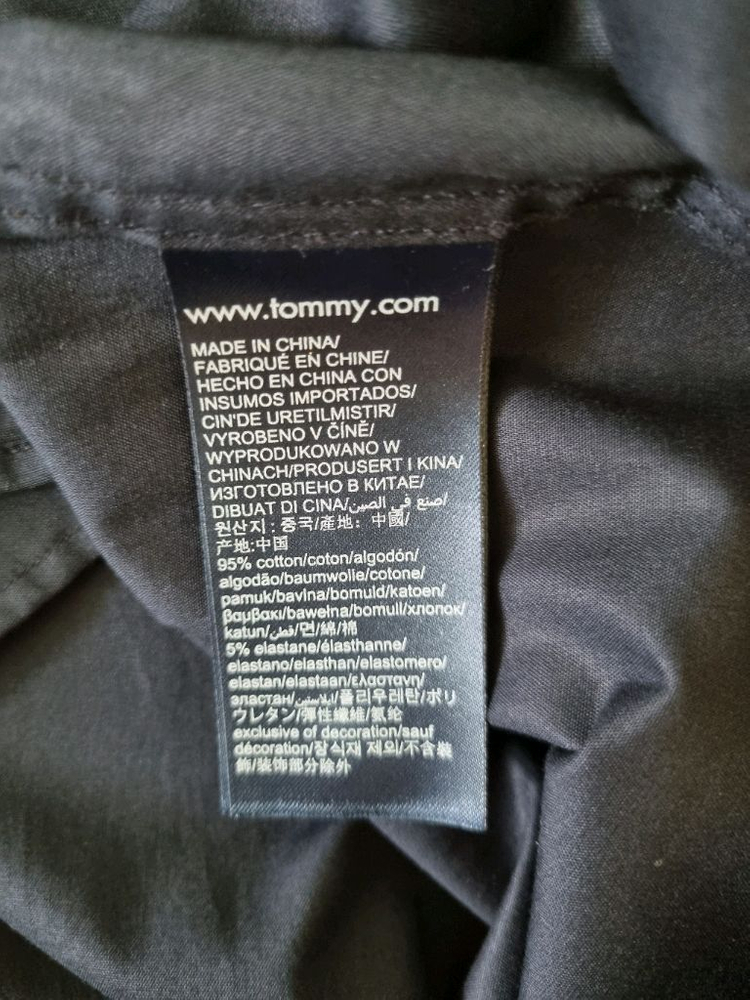 www.tommy.com
MADE IN CHINA/
FABRIQUÉ EN CHINE/
HECHO EN CHINA CON
INSUMOS IMPORTADOS/
CIN'DE URETILMISTIR/
VYROBENO V ČÍNĚ/
WYPRODUKOWANO W
CHINACH/PRODUSERT I KINA/
ИЗГОТОВЛЕНО В КИТАЕ/
DIBUAT DI CINA/صنع في الصين/
원산지 : 중국/產地: 中國/
产地:中国
95% cotton/coton/algodón/
algodão/baumwolle/cotone/
pamuk/bavlna/bomuld/katoen/
βαμβακι/bawełna/bomull/хлопок/
katun/قطن/면/綿/棉
5% elastane/élasthanne/
elastano/elasthan/elastomero/
elastan/elastaan/ελαστανη/
эластан/ايلاستين/폴리우레탄/ポリ
ウレタン/彈性纖維/氨纶
exclusive of decoration/sauf
décoration/장식재 제외/不含裝
飾/装饰部分除外